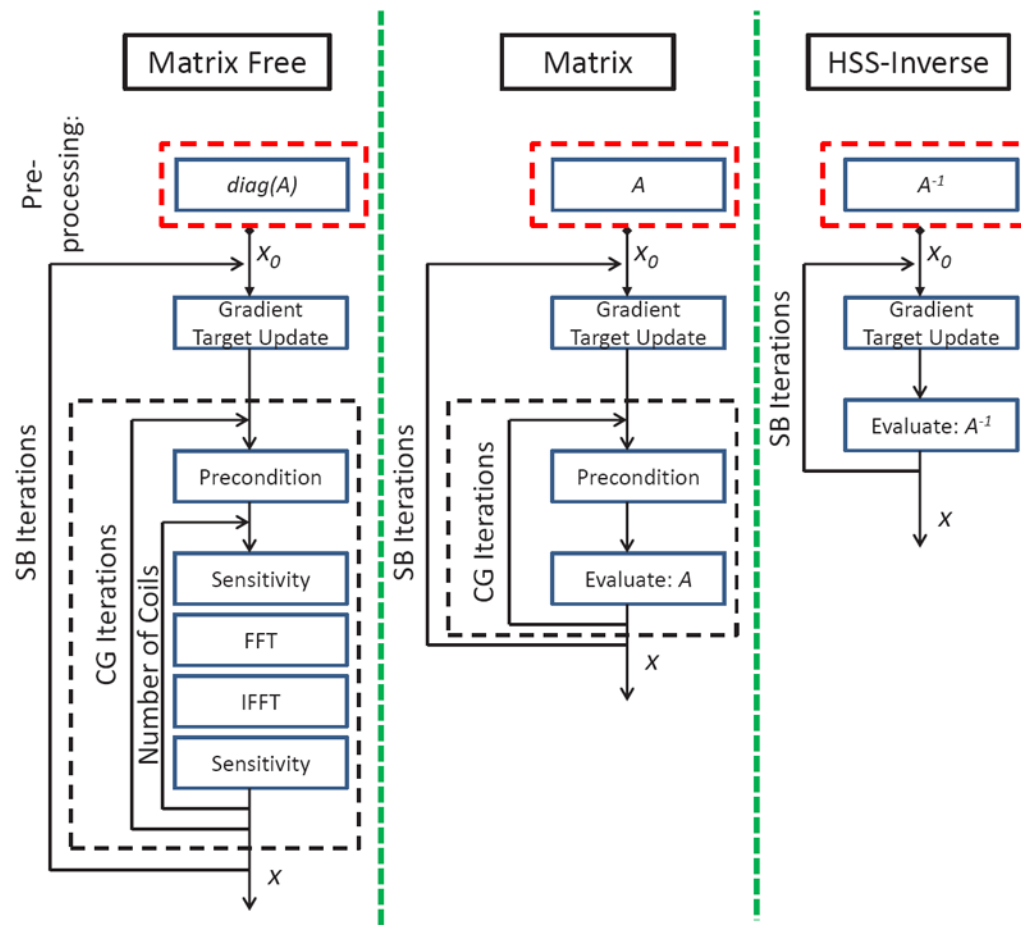 Matrix Free
Pre-
processing:
diag(A)
x₀
Gradient
Target Update
SB Iterations
CG Iterations
Precondition
Number of Coils
Sensitivity
FFT
IFFT
Sensitivity
x
Matrix
A
x₀
Gradient
Target Update
SB Iterations
CG Iterations
Precondition
Evaluate: A
x
HSS-Inverse
A⁻¹
x₀
Gradient
Target Update
SB Iterations
Evaluate: A⁻¹
x